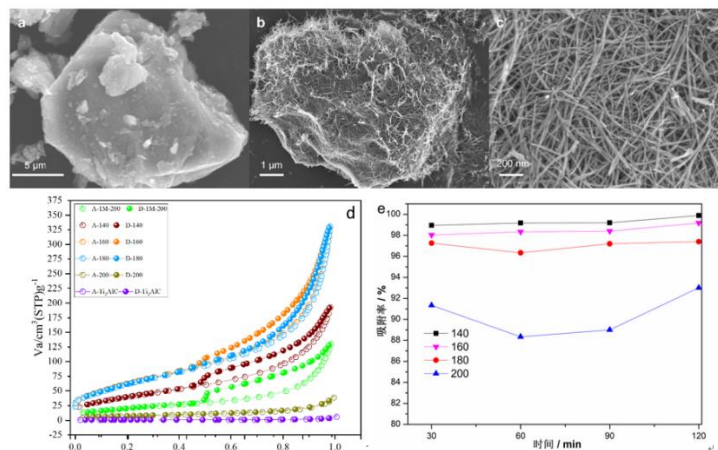 a
5 μm
b
1 μm
c
200 nm
d
Va/cm³(STP)g⁻¹
375
350
325
300
275
250
225
200
175
150
125
100
75
50
25
0
-25
A-1M-200 D-1M-200
A-140 D-140
A-160 D-160
A-180 D-180
A-200 D-200
A-Ti₂AlC D-Ti₂AlC
0.0 0.2 0.4 0.6 0.8 1.0
e
吸附率 / %
100
98
96
94
92
90
88
86
84
82
80
140
160
180
200
30 60 90 120
时间 / min